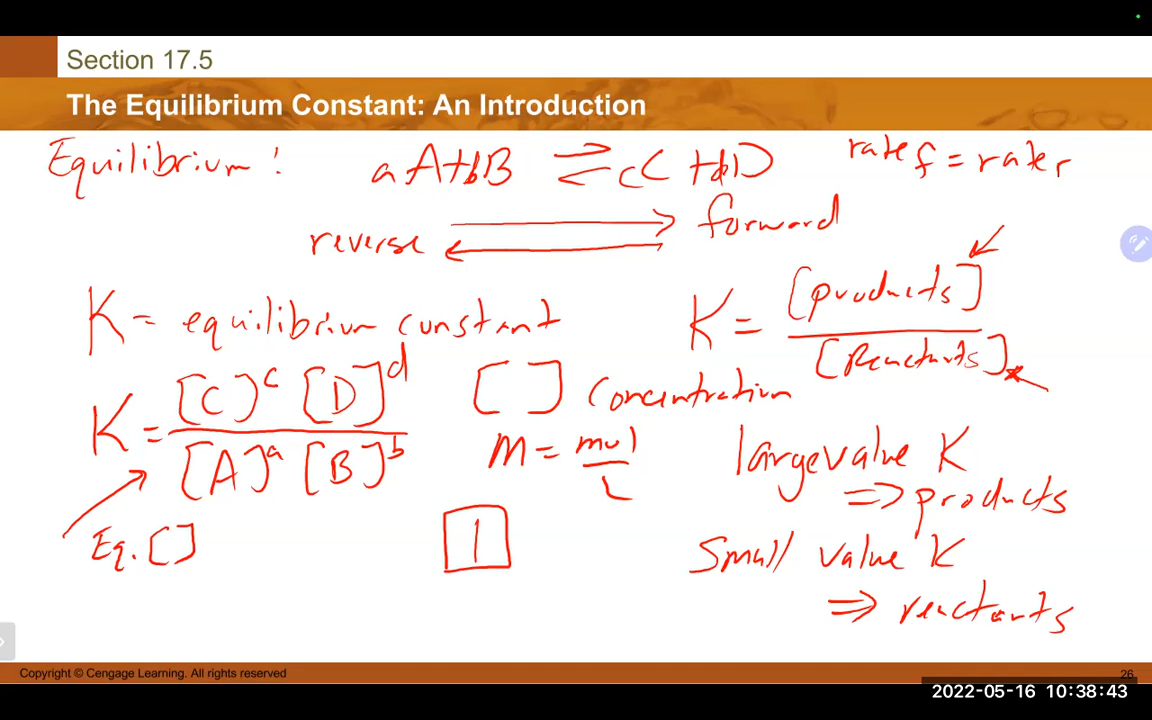 Section 17.5
The Equilibrium Constant: An Introduction
Equilibrium: aA+bB ⇌ cC +dD rate f = rate r
reverse ⇄ forward
K = equilibrium constant
K = [products] / [Reactants]
K = [C]^c [D]^d / [A]^a [B]^b
[ ] concentration
M = mol / L
large value K
⇒ products
Eq. [ ]
1
Small value K
⇒ reactants
Copyright © Cengage Learning. All rights reserved
26
2022-05-16 10:38:43